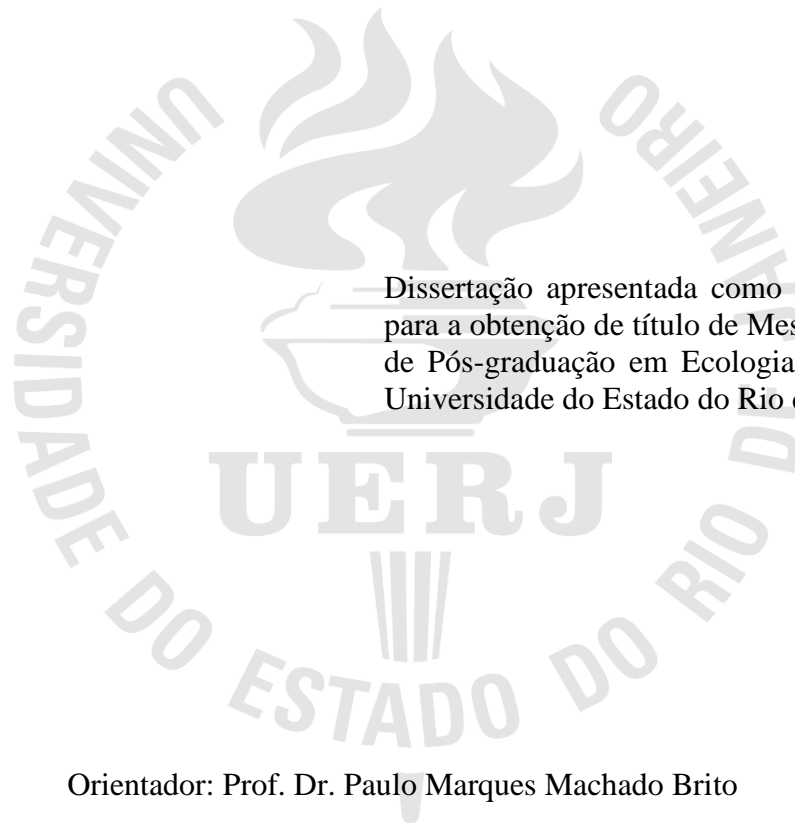 UNIVERSIDADE DO ESTADO DO RIO DE JANEIRO
Dissertação apresentada como
para a obtenção de título de Mes
de Pós-graduação em Ecologia
Universidade do Estado do Rio
UERJ
Orientador: Prof. Dr. Paulo Marques Machado Brito